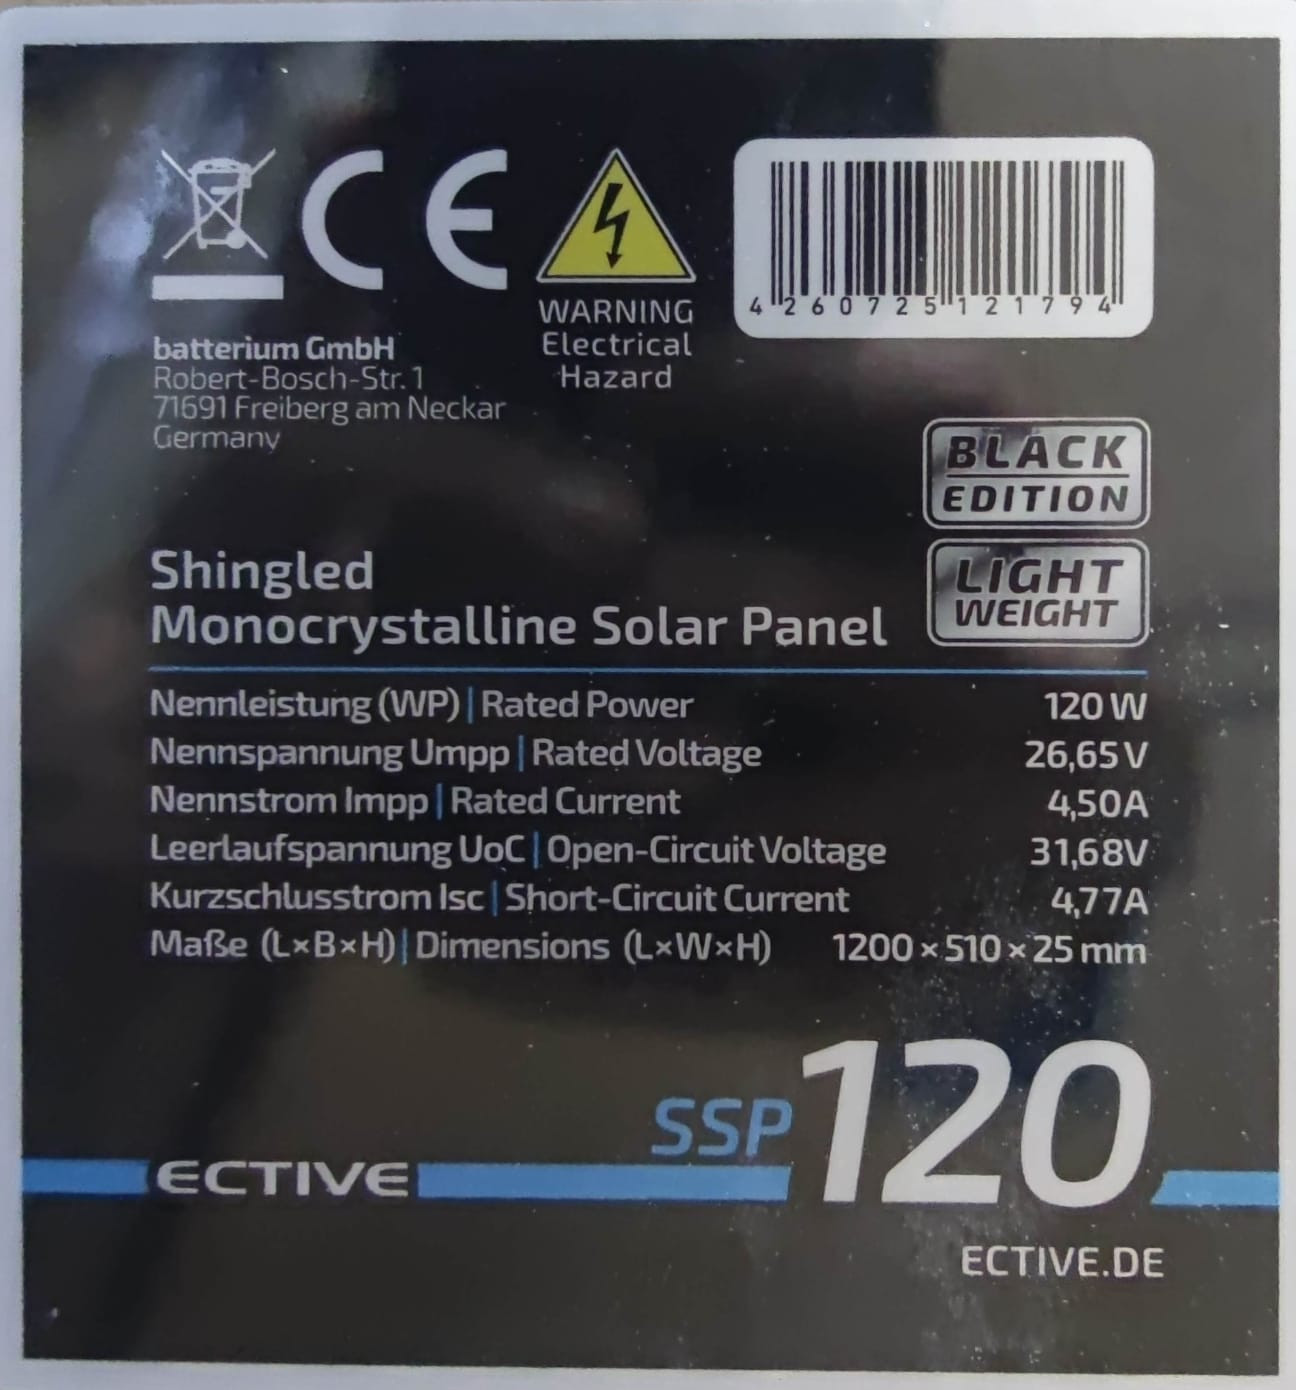 4 260725 121794
WARNING
Electrical
Hazard
batterium GmbH
Robert-Bosch-Str. 1
71691 Freiberg am Neckar
Germany
BLACK
EDITION
LIGHT
WEIGHT
Shingled
Monocrystalline Solar Panel
Nennleistung (WP) | Rated Power 120 W
Nennspannung Umpp | Rated Voltage 26,65 V
Nennstrom Impp | Rated Current 4,50A
Leerlaufspannung UoC | Open-Circuit Voltage 31,68V
Kurzschlusstrom Isc | Short-Circuit Current 4,77A
Maße (L×B×H) | Dimensions (L×W×H) 1200 × 510 × 25 mm
SSP 120
ECTIVE
ECTIVE.DE